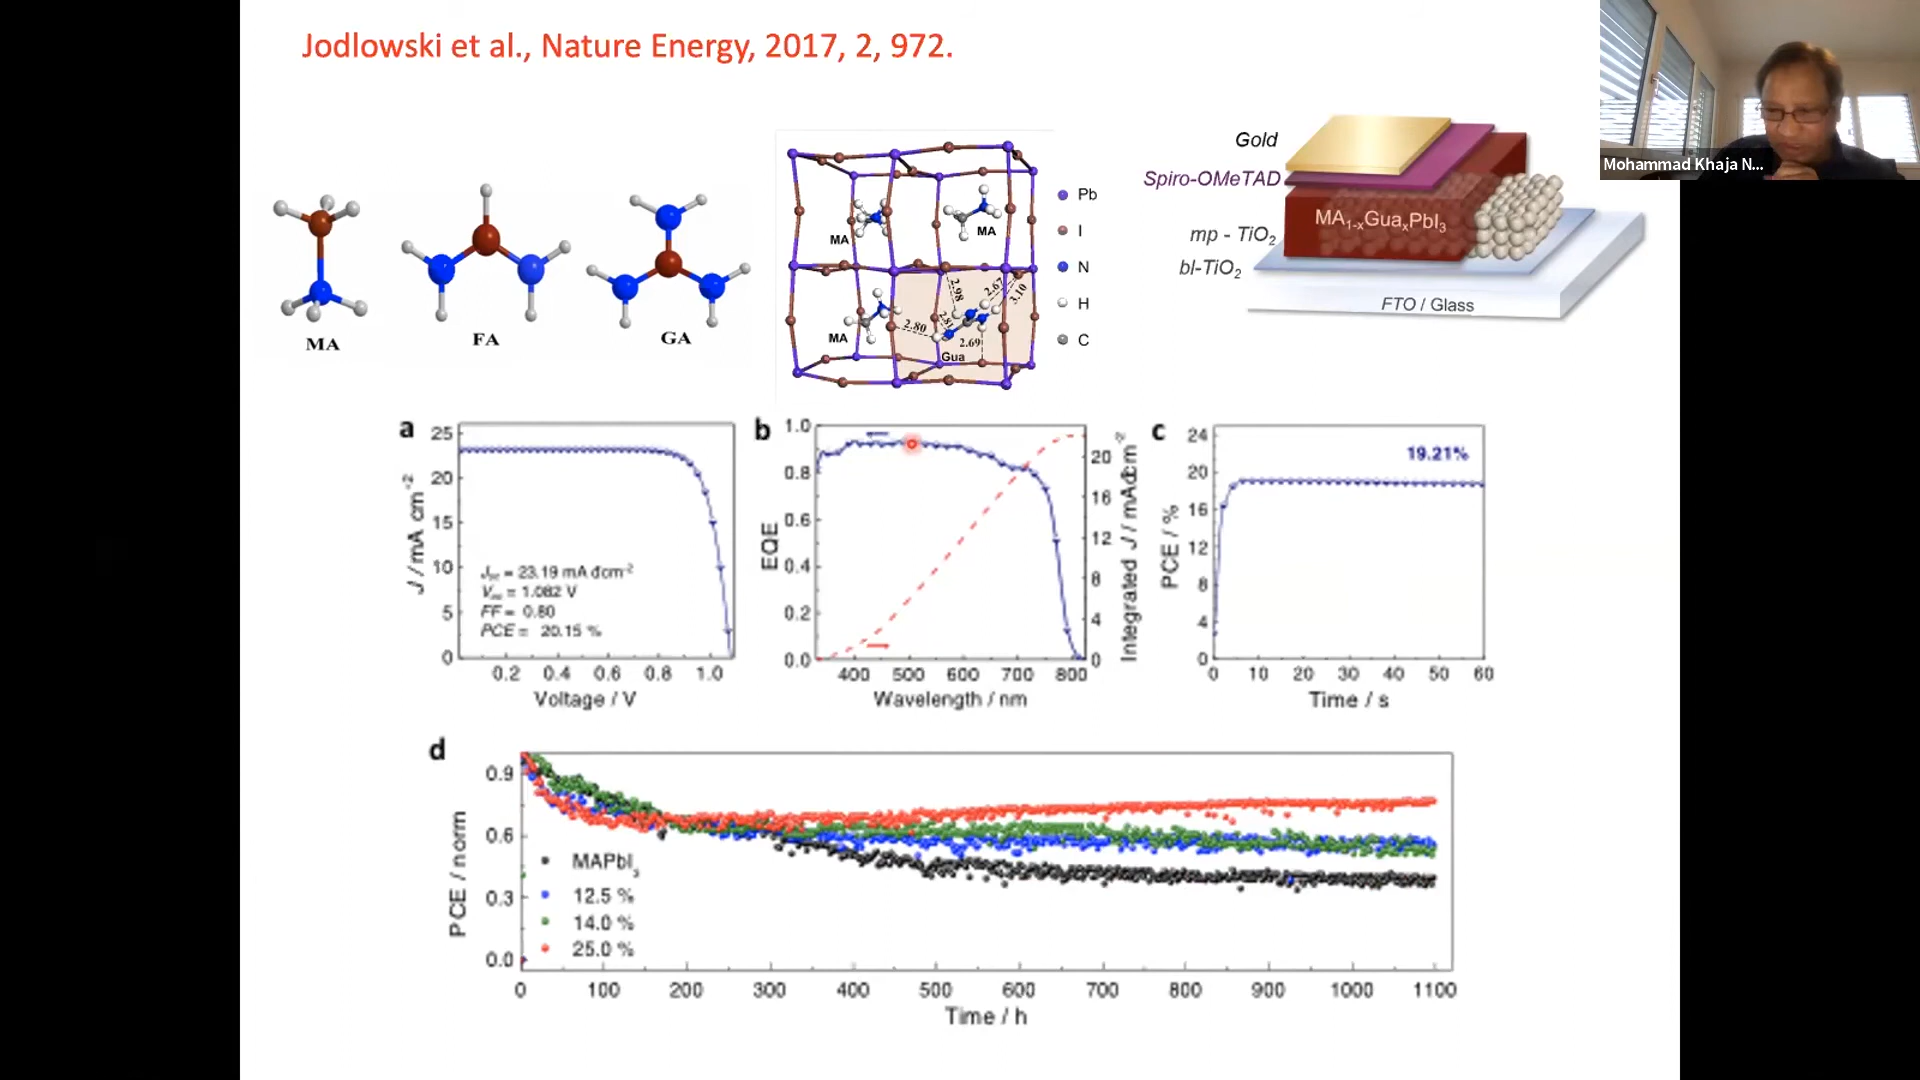 Jodlowski et al., Nature Energy, 2017, 2, 972.
Mohammad Khaja N...
MA
FA
GA
MA
MA
MA
Gua
2.98
2.67
3.10
2.80
2.81
2.69
Pb
I
N
H
C
Gold
Spiro-OMeTAD
MA1-xGuaxPbI3
mp - TiO2
bl-TiO2
FTO / Glass
a
25
20
15
10
5
0
J / mA cm-2
Jsc = 23.19 mA đcm-2
Voc = 1.082 V
FF = 0.80
PCE = 20.15 %
0.2 0.4 0.6 0.8 1.0
Voltage / V
b
1.0
0.8
0.6
0.4
0.2
0.0
EQE
20
16
12
8
4
0
Integrated J / mAđcm-2
400 500 600 700 800
Wavelength / nm
c
24
20
16
12
8
4
0
PCE / %
19.21%
0 10 20 30 40 50 60
Time / s
d
0.9
0.6
0.3
0.0
PCE / norm
MAPbI3
12.5 %
14.0 %
25.0 %
0 100 200 300 400 500 600 700 800 900 1000 1100
Time / h